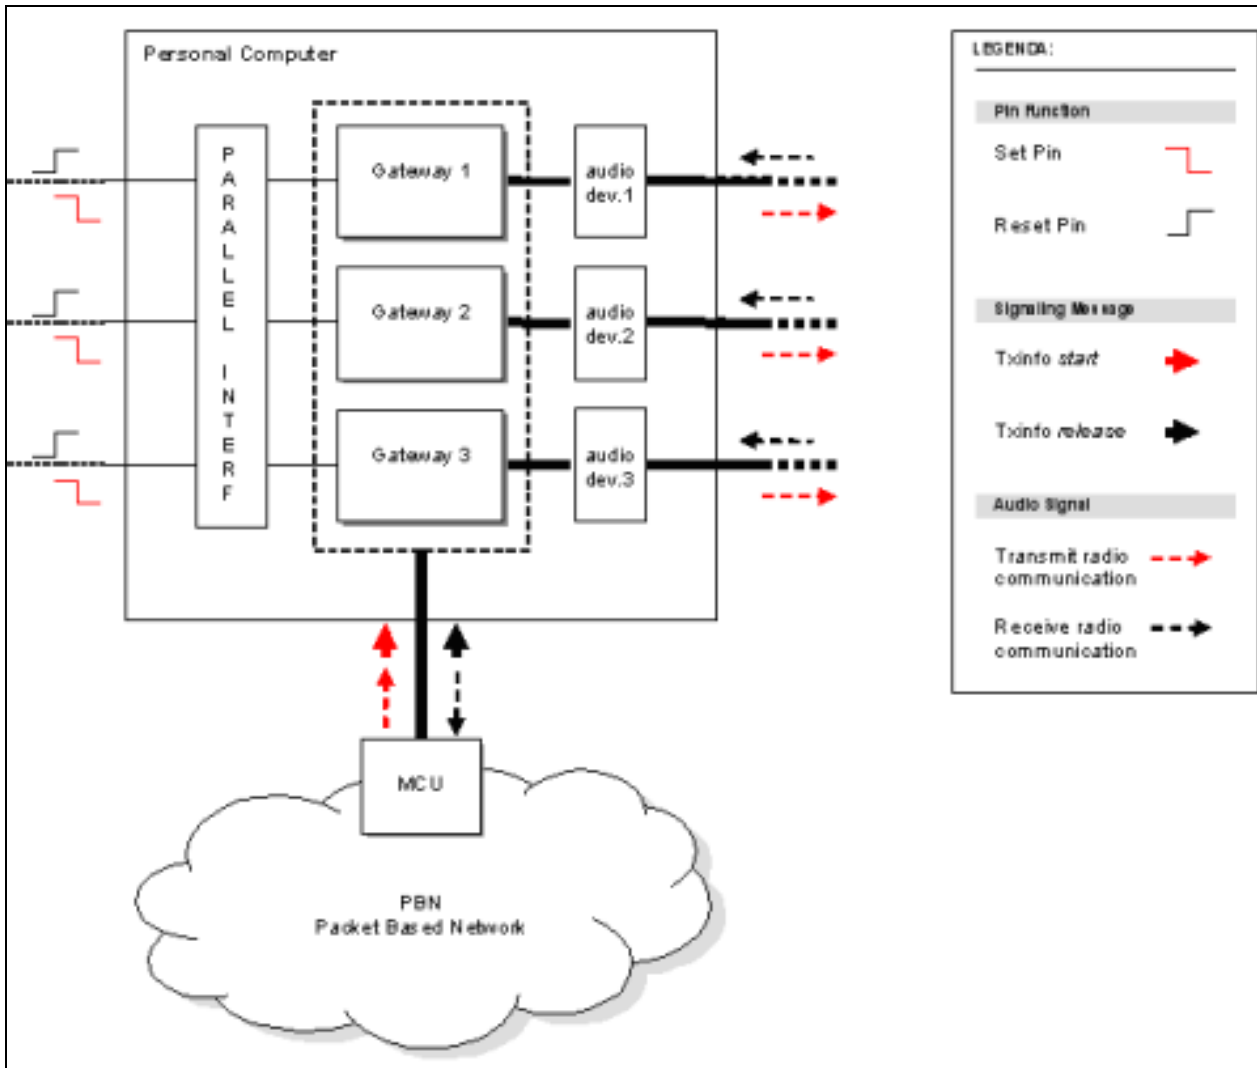 Personal Computer
PARALLEL INTERF
Gateway 1
audio
dev.1
Gateway 2
audio
dev.2
Gateway 3
audio
dev.3
MCU
PBN
Packet Based Network
LEGENDA:
Pin function
Set Pin
Reset Pin
Signaling Message
Txinfo start
Txinfo release
Audio Signal
Transmit radio
communication
Receive radio
communication